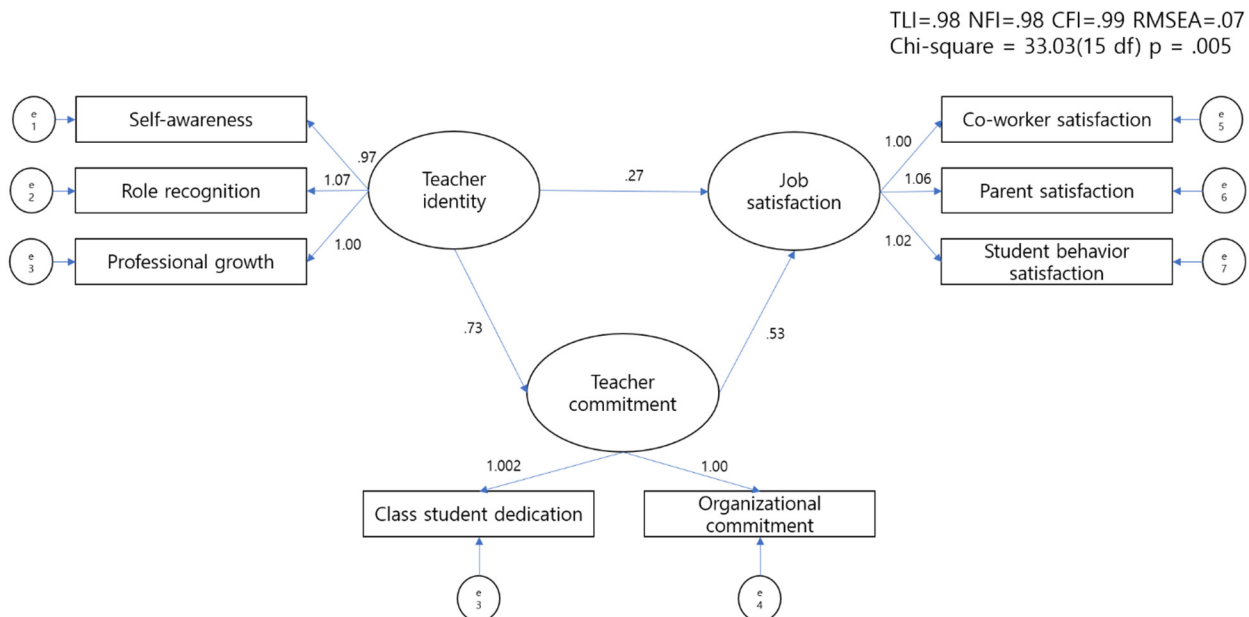 TLI=.98 NFI=.98 CFI=.99 RMSEA=.07
Chi-square = 33.03(15 df) p = .005
e
1
Self-awareness
.97
e
2
Role recognition
1.07
e
3
Professional growth
1.00
Teacher
identity
.27
Job
satisfaction
1.00
Co-worker satisfaction
e
5
1.06
Parent satisfaction
e
6
1.02
Student behavior
satisfaction
e
7
.73
.53
Teacher
commitment
1.002
1.00
Class student dedication
Organizational
commitment
e
3
e
4